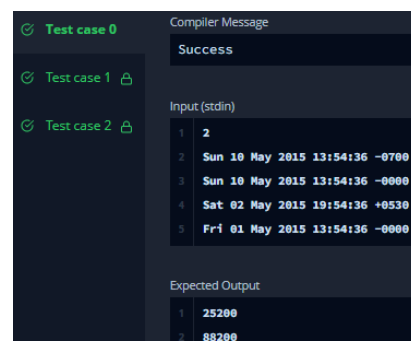 Test case 0
Test case 1
Test case 2
Compiler Message
Success
Input (stdin)
1 2
2 Sun 10 May 2015 13:54:36 -0700
3 Sun 10 May 2015 13:54:36 -0000
4 Sat 02 May 2015 19:54:36 +0530
5 Fri 01 May 2015 13:54:36 -0000
Expected Output
1 25200
2 88200